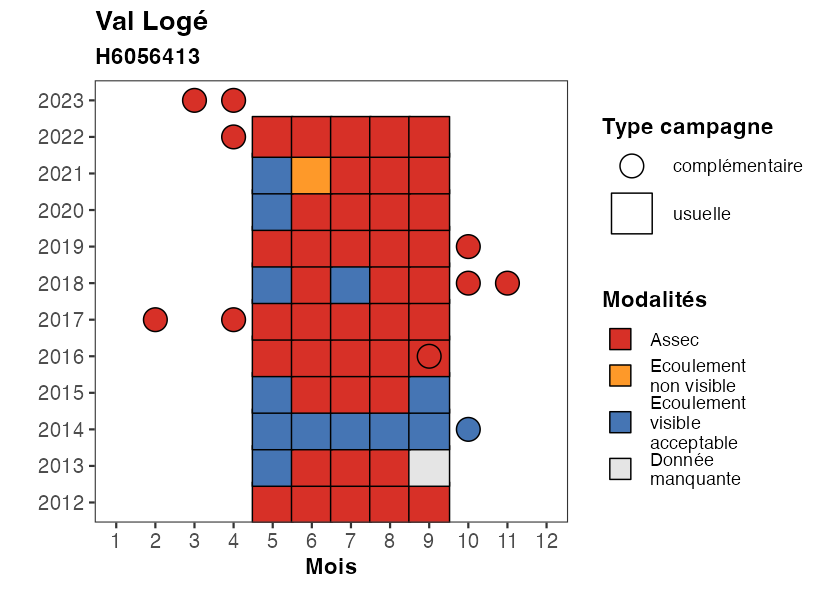 Val Logé
H6056413
2023
2022
2021
2020
2019
2018
2017
2016
2015
2014
2013
2012
1 2 3 4 5 6 7 8 9 10 11 12
Mois
Type campagne
complémentaire
usuelle
Modalités
Assec
Ecoulement
non visible
Ecoulement
visible
acceptable
Donnée
manquante